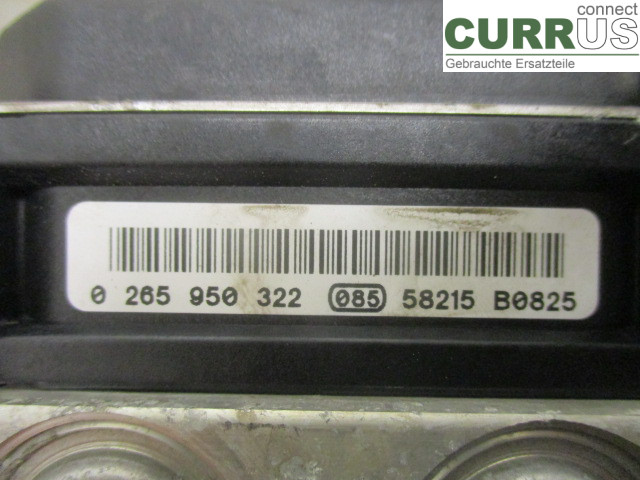 connect
CURRUS
Gebrauchte Ersatzteile
0 265 950 322 085 58215 B0825